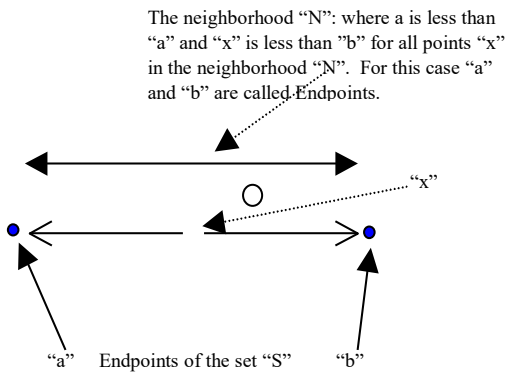 The neighborhood “N”: where a is less than
“a” and “x” is less than ”b” for all points “x”
in the neighborhood “N”.  For this case “a”
and “b” are called Endpoints.
“x”
“a” Endpoints of the set “S” “b”